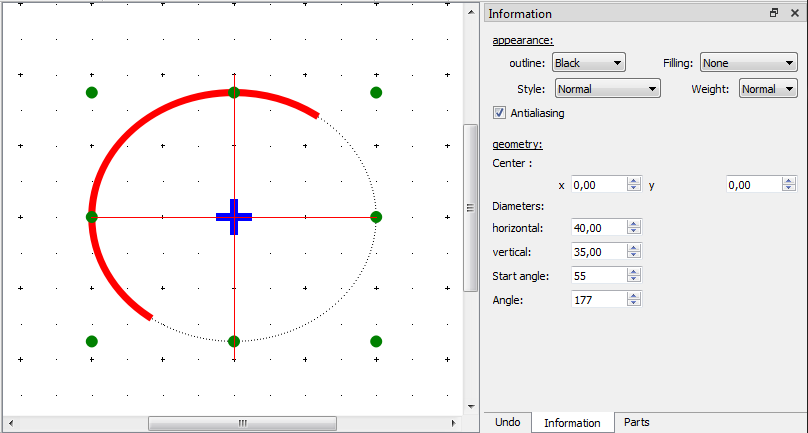 Information
appearance:
outline: Black Filling: None
Style: Normal Weight: Normal
Antialiasing
geometry:
Center :
x 0,00 y 0,00
Diameters:
horizontal: 40,00
vertical: 35,00
Start angle: 55
Angle: 177
Undo Information Parts